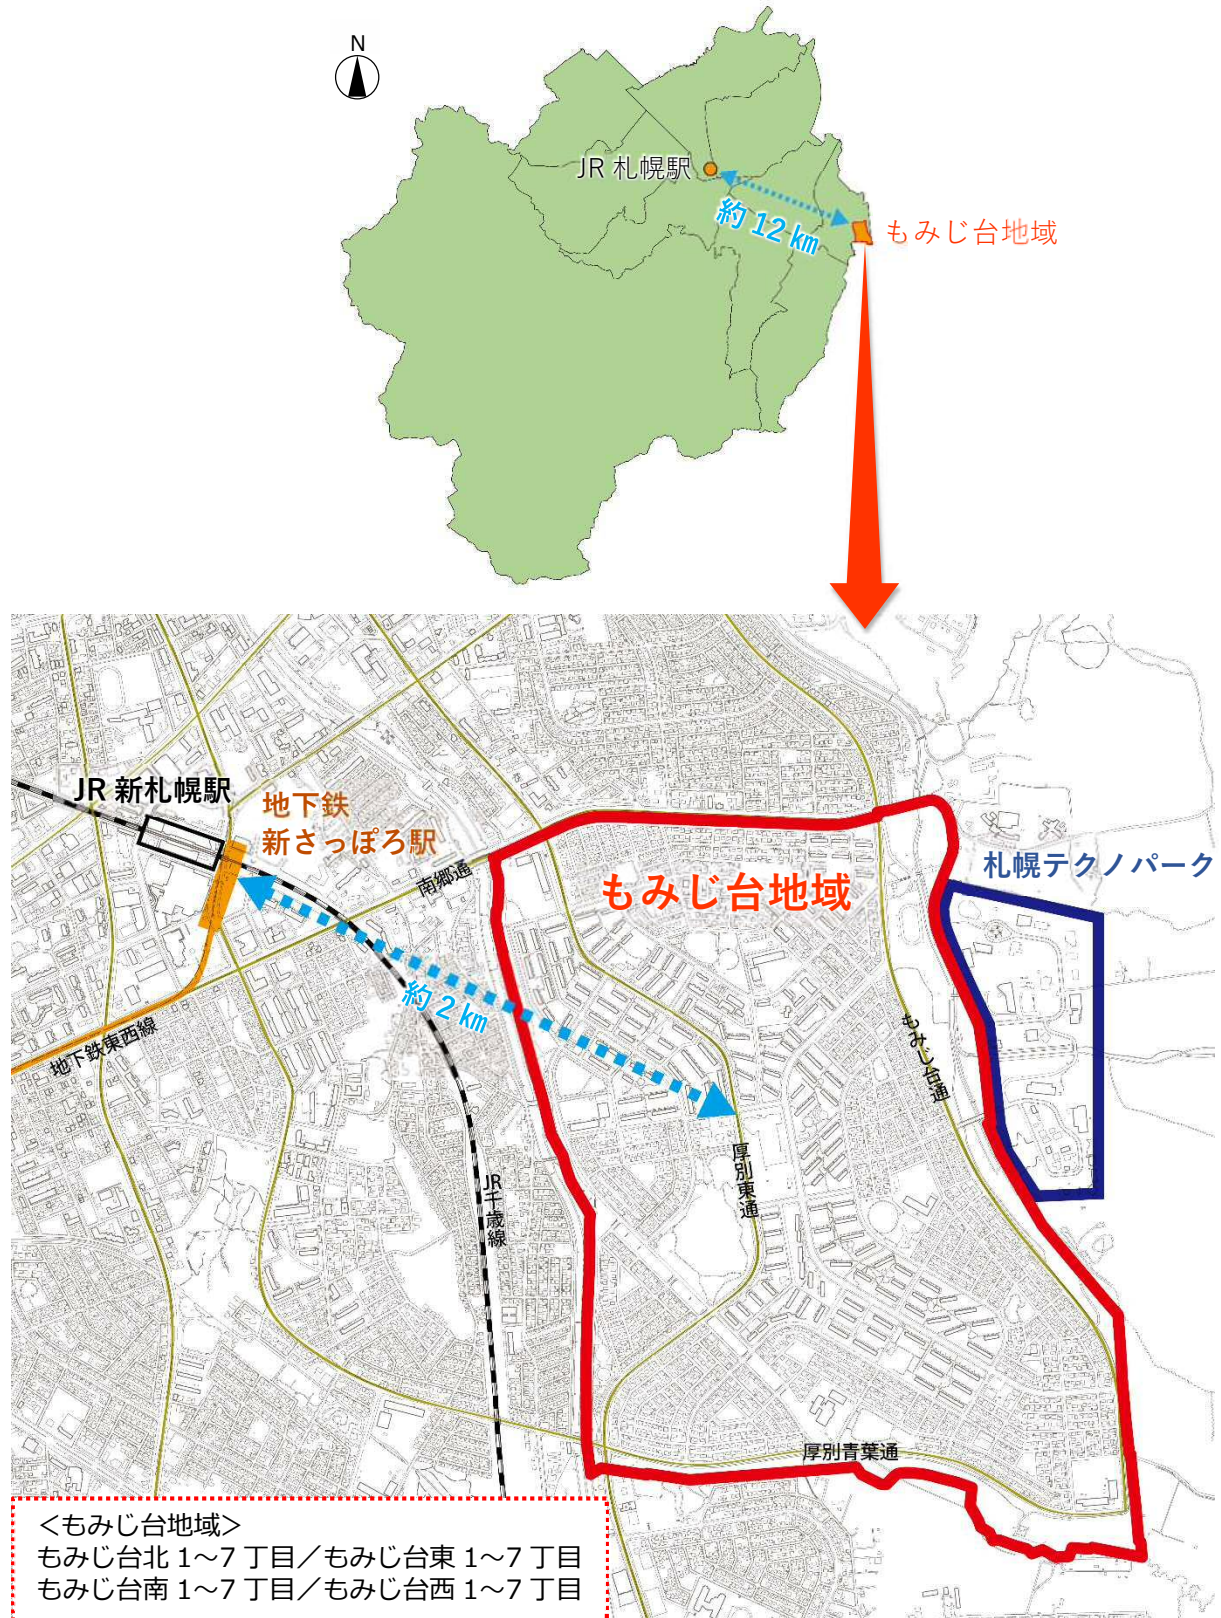 N
JR 札幌駅
約 12 ㎞
もみじ台地域
JR 新札幌駅
地下鉄
新さっぽろ駅
南郷通
もみじ台地域
札幌テクノパーク
約 2 ㎞
地下鉄東西線
もみじ台通
厚別東通
JR千歳線
厚別青葉通
＜もみじ台地域＞
もみじ台北 1～7 丁目／もみじ台東 1～7 丁目
もみじ台南 1～7 丁目／もみじ台西 1～7 丁目